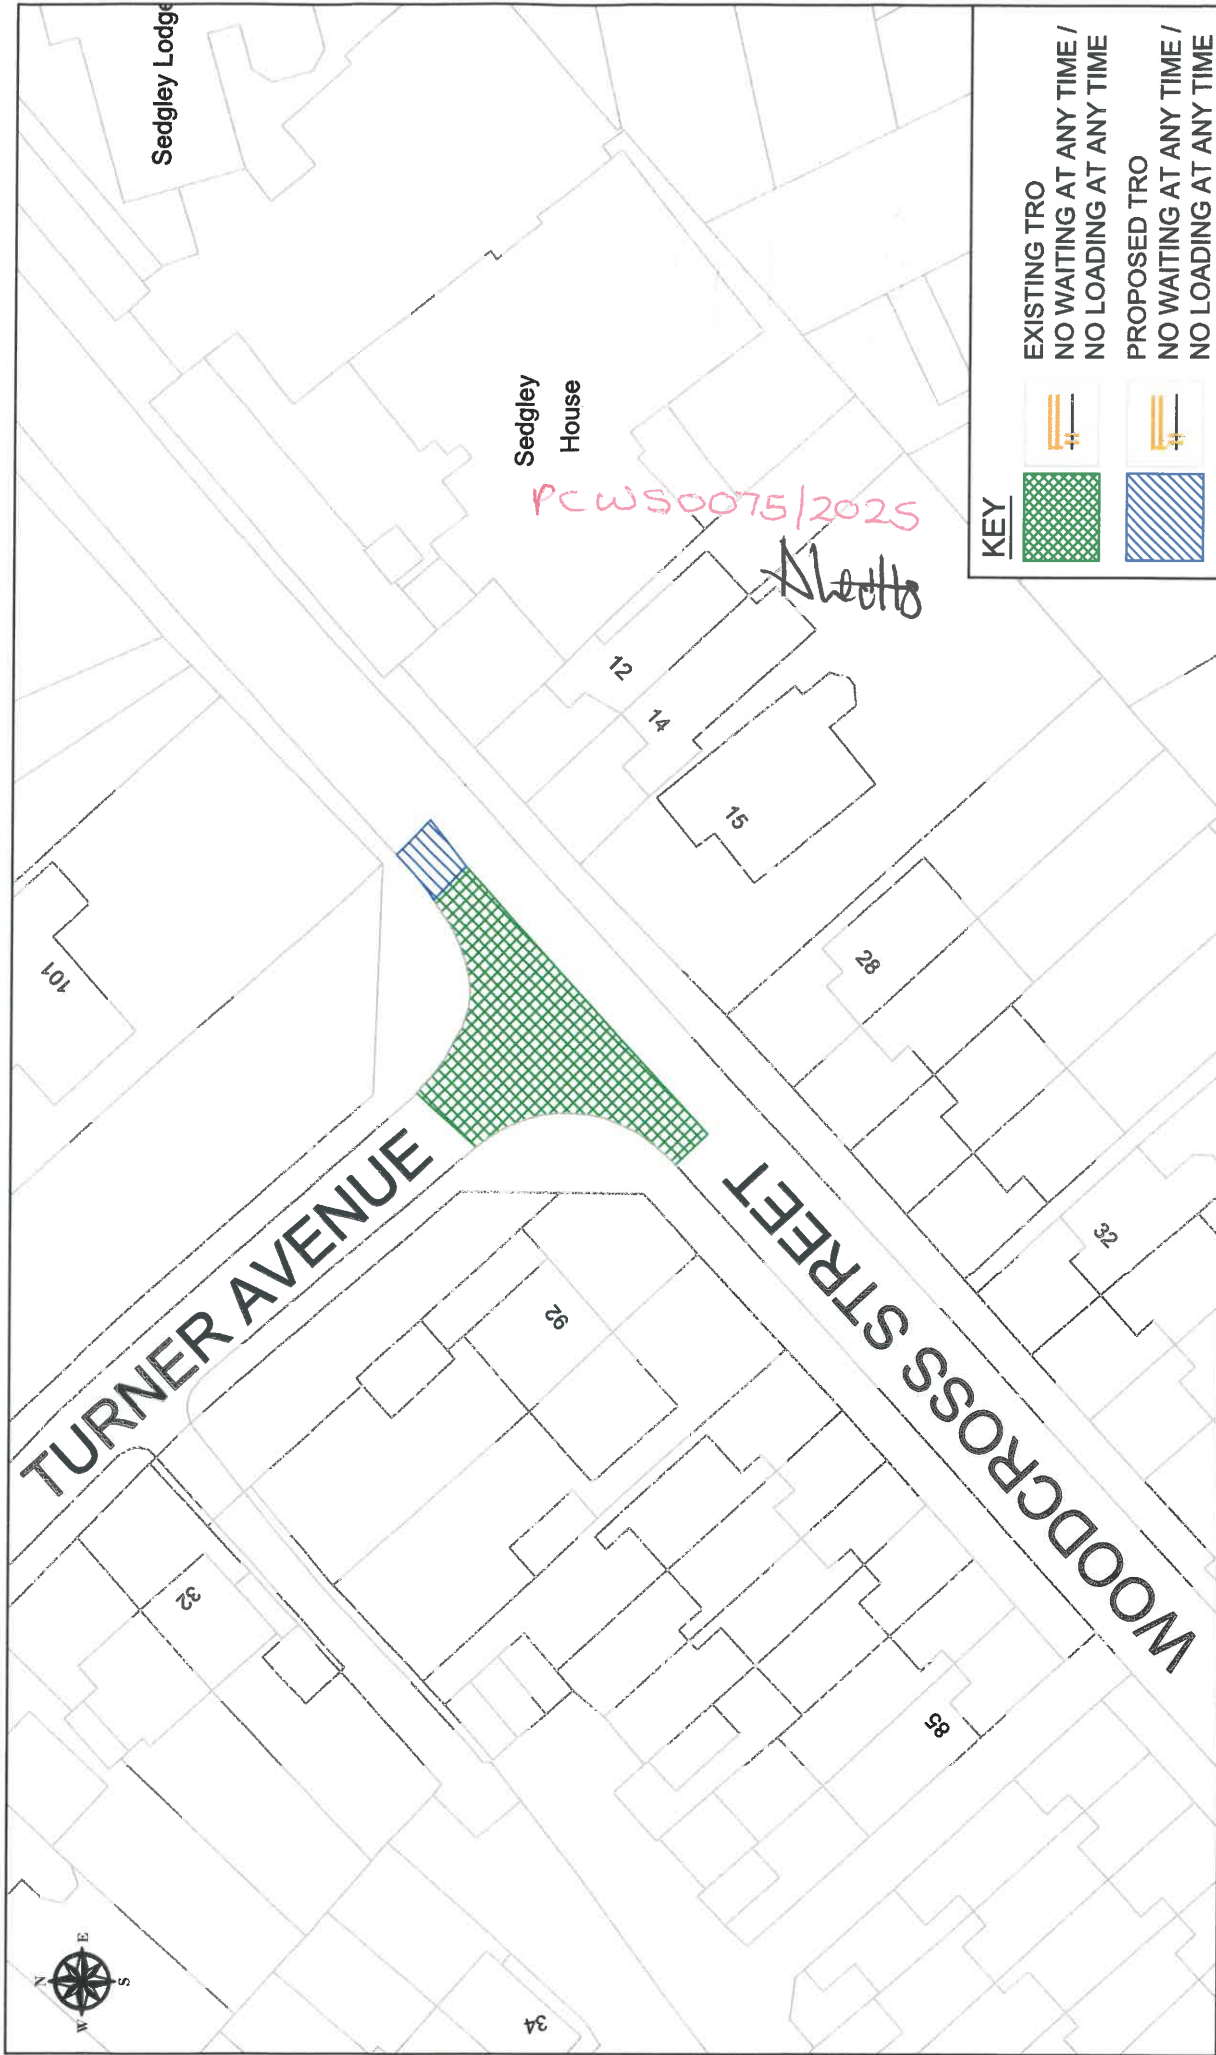 Sedgley Lodge
Sedgley
House
PCWS0075/2025
12
14
15
28
32
101
TURNER AVENUE
WOODCROSS STREET
92
32
85
34
N
E
S
W
KEY
EXISTING TRO
NO WAITING AT ANY TIME /
NO LOADING AT ANY TIME
PROPOSED TRO
NO WAITING AT ANY TIME /
NO LOADING AT ANY TIME